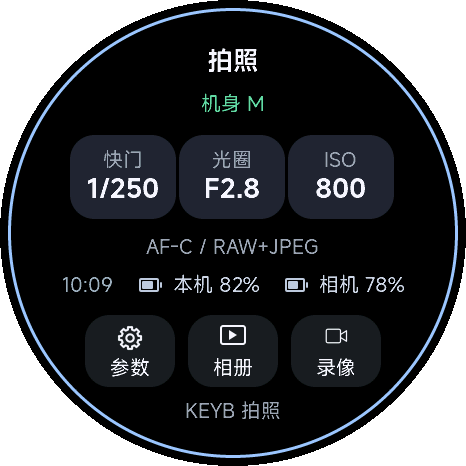 拍照
机身 M
快门 光圈 ISO
1/250 F2.8 800
AF-C / RAW+JPEG
10:09 本机 82% 相机 78%
参数 相册 录像
KEYB 拍照